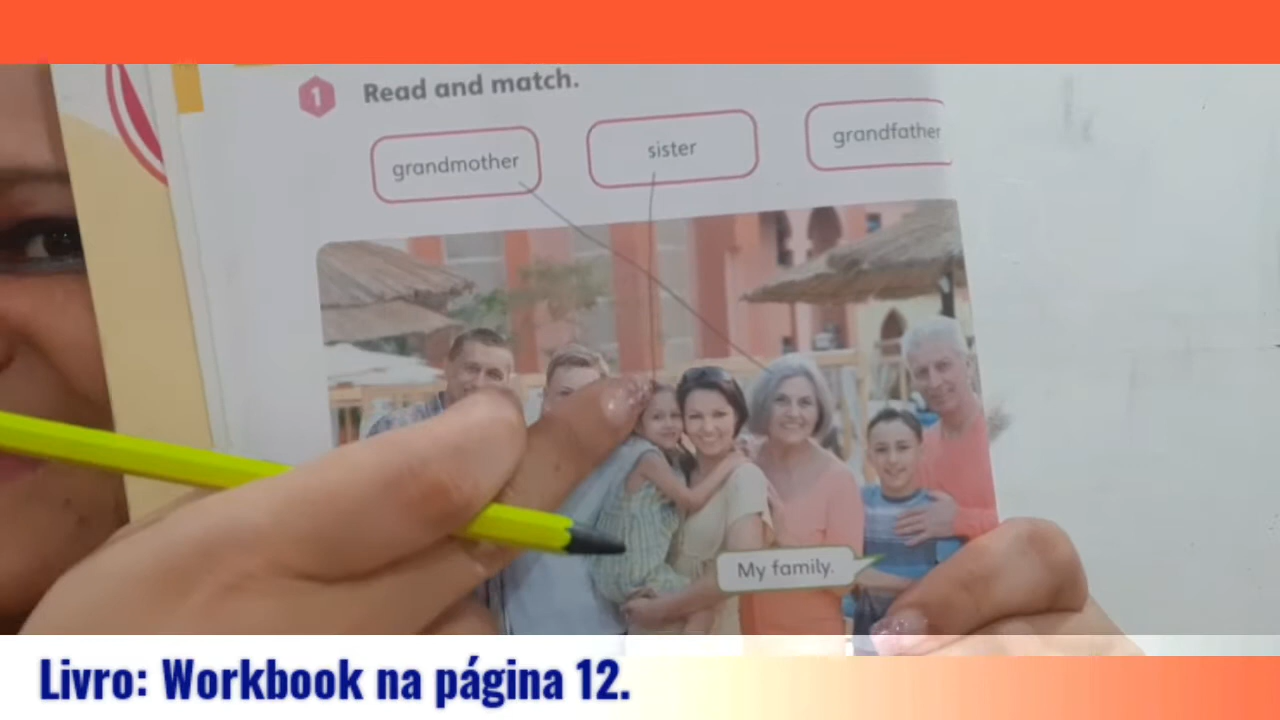 1 Read and match.
grandmother sister grandfather
My family.
Livro: Workbook na página 12.